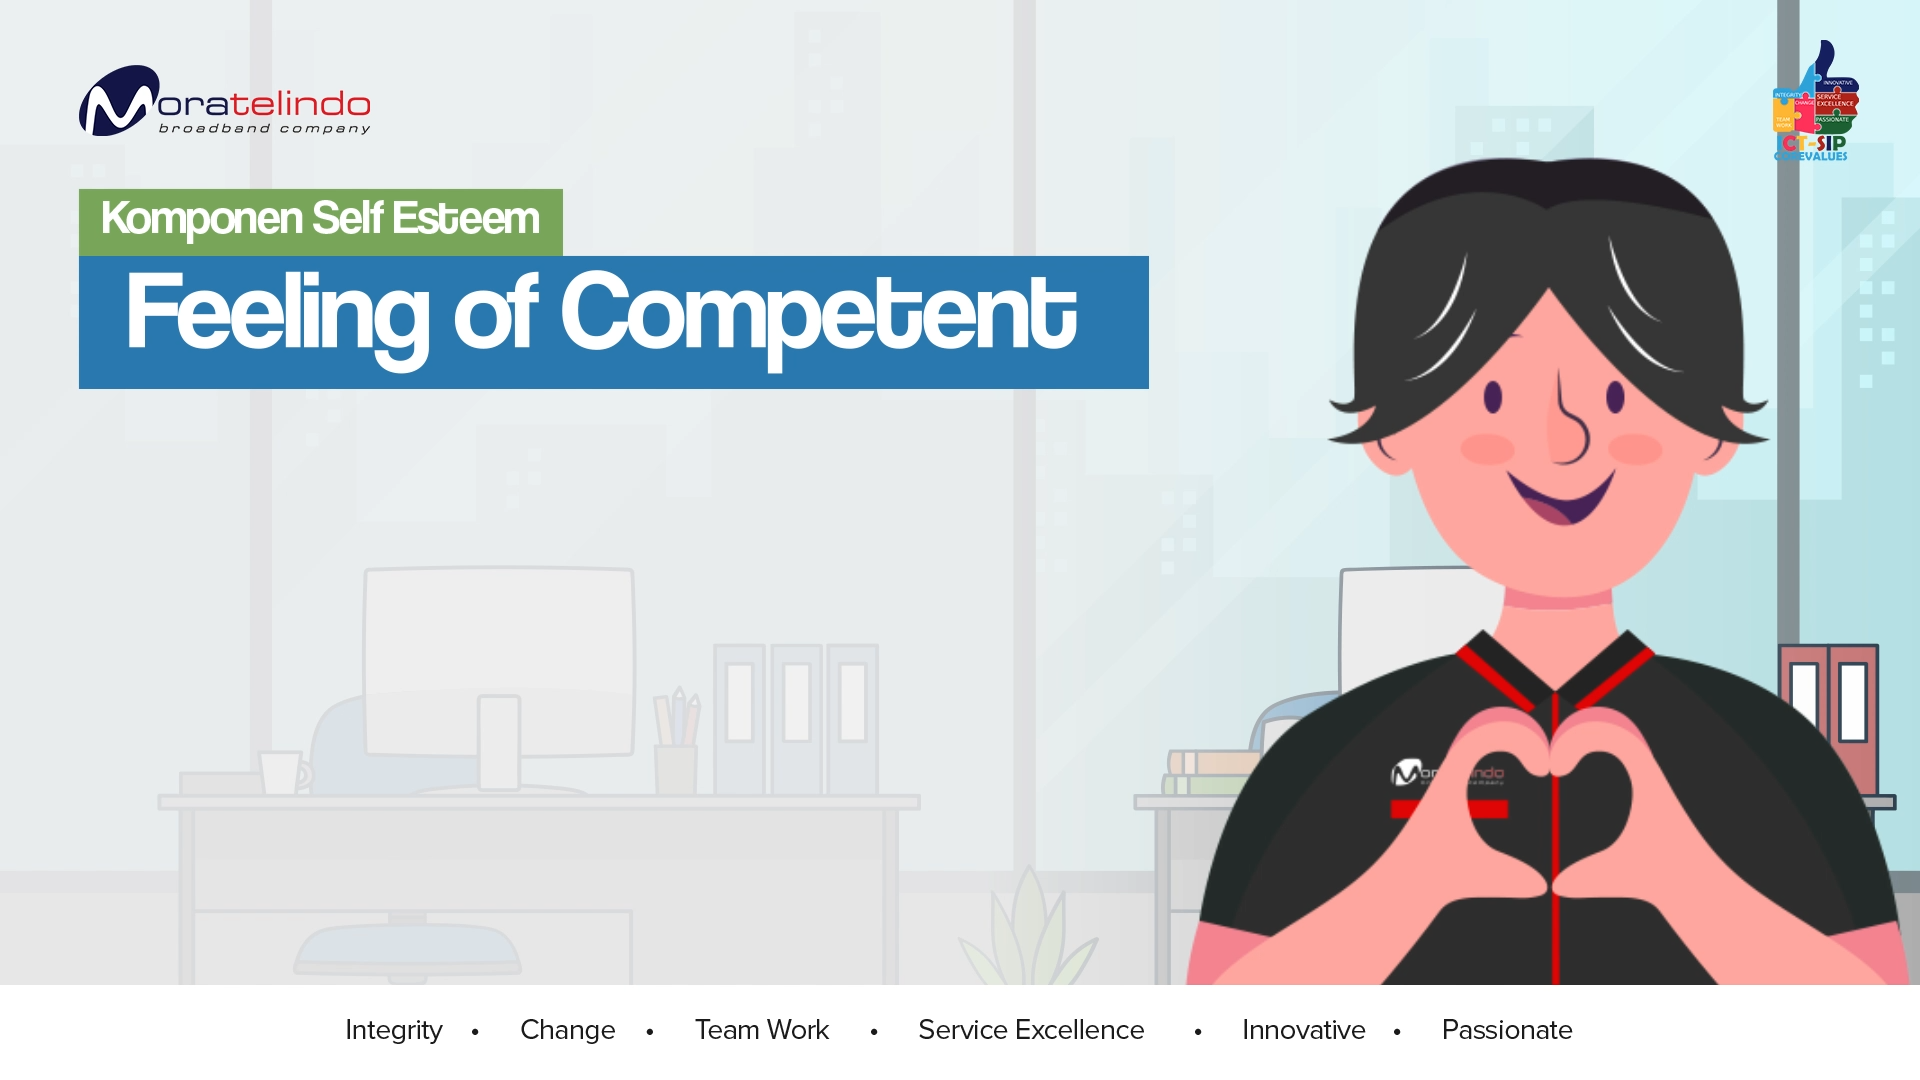 Moratelindo
broadband company
INNOVATIVE
INTEGRITY
CHANGE
SERVICE
EXCELLENCE
TEAM
WORK
PASSIONATE
ICT-SIP
COREVALUES
Komponen Self Esteem
Feeling of Competent
Integrity • Change • Team Work • Service Excellence • Innovative • Passionate